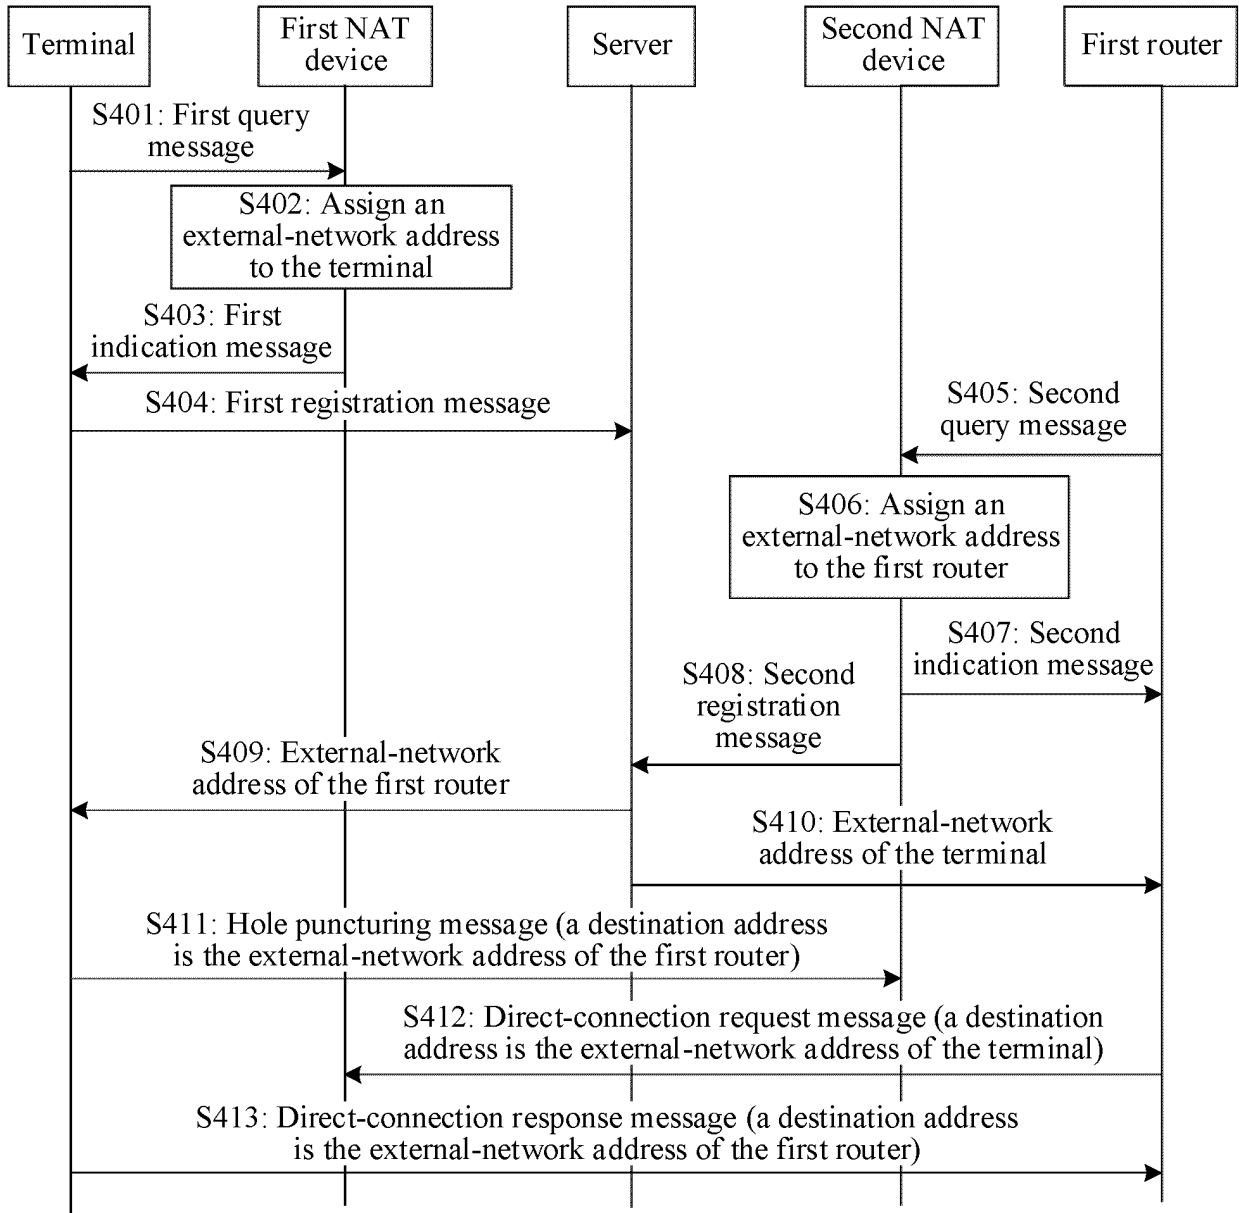 Terminal
First NAT
device
Server
Second NAT
device
First router
S401: First query
message
S402: Assign an
external-network address
to the terminal
S403: First
indication message
S404: First registration message
S405: Second
query message
S406: Assign an
external-network address
to the first router
S407: Second
indication message
S408: Second
registration
message
S409: External-network
address of the first router
S410: External-network
address of the terminal
S411: Hole puncturing message (a destination address
is the external-network address of the first router)
S412: Direct-connection request message (a destination
address is the external-network address of the terminal)
S413: Direct-connection response message (a destination address
is the external-network address of the first router)